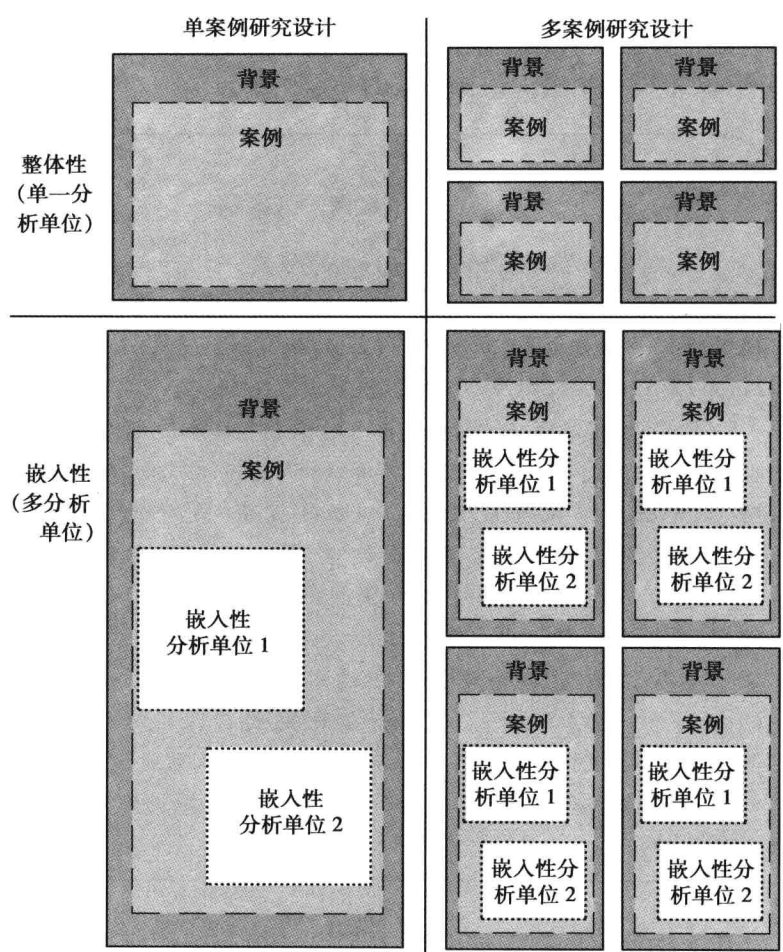 单案例研究设计
多案例研究设计
整体性
（单一分
析单位）
背景
案例
背景
案例
背景
案例
背景
案例
背景
案例
嵌入性
（多分析
单位）
背景
案例
嵌入性
分析单位 1
嵌入性
分析单位 2
背景
案例
嵌入性分
析单位 1
嵌入性分
析单位 2
背景
案例
嵌入性分
析单位 1
嵌入性分
析单位 2
背景
案例
嵌入性分
析单位 1
嵌入性分
析单位 2
背景
案例
嵌入性分
析单位 1
嵌入性分
析单位 2